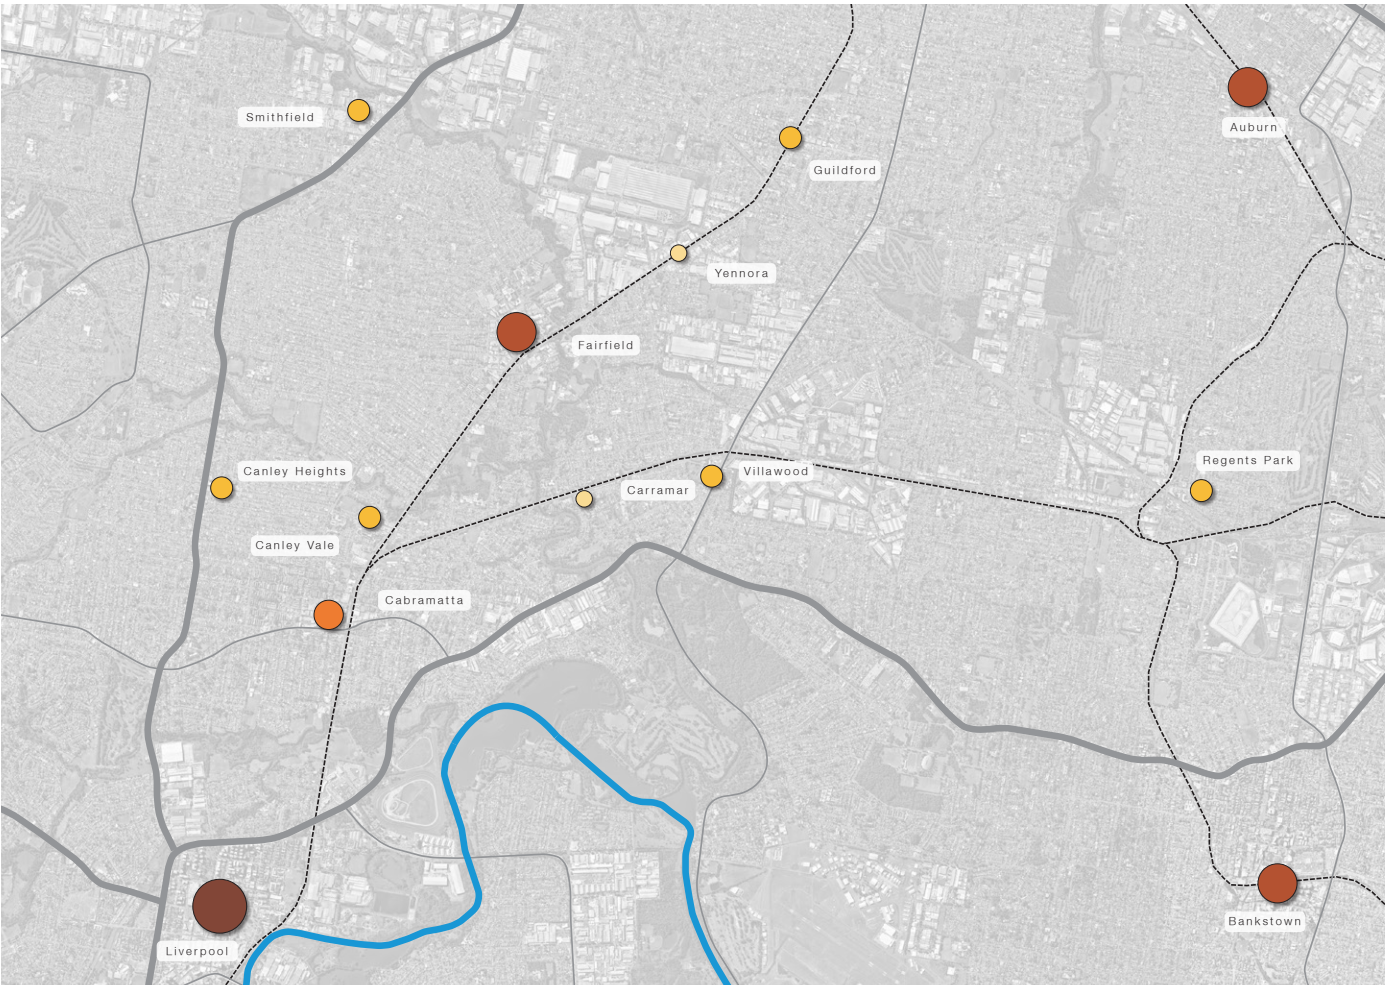 Smithfield
Auburn
Guildford
Yennora
Fairfield
Regents Park
Canley Heights
Villawood
Carramar
Canley Vale
Cabramatta
Bankstown
Liverpool